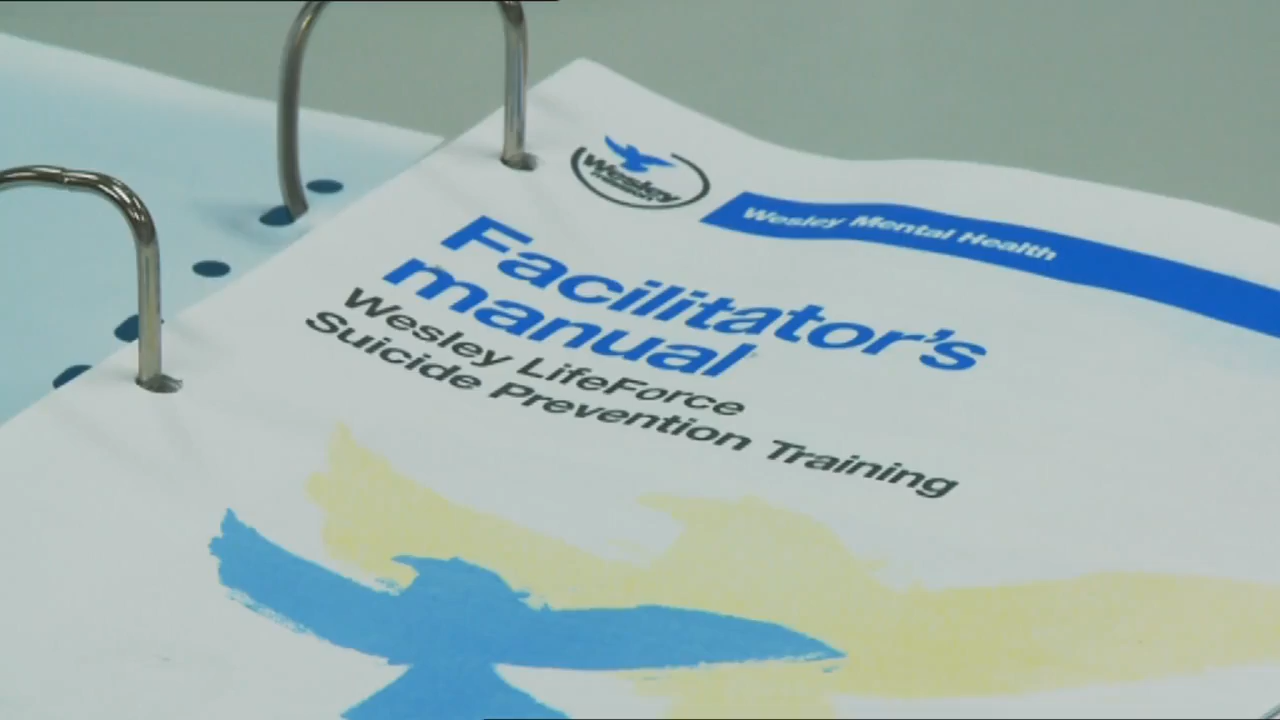 Wesley
Wesley Mental Health
Facilitator's
manual
Wesley LifeForce
Suicide Prevention Training